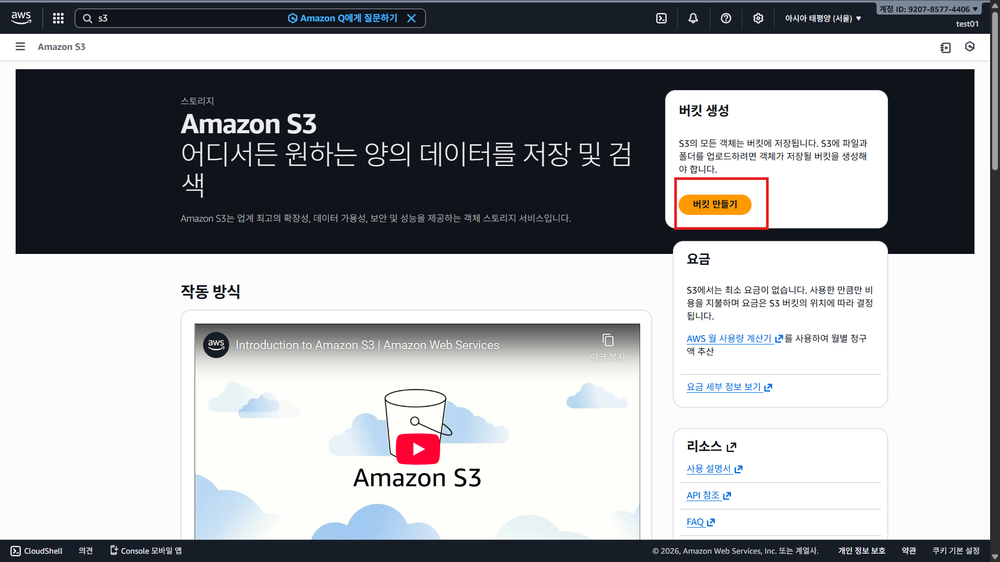 aws
s3
Amazon Q에게 질문하기
아시아 태평양 (서울)
계정 ID: 9207-8577-4406
test01
Amazon S3
스토리지
Amazon S3
어디서든 원하는 양의 데이터를 저장 및 검
색
Amazon S3는 업계 최고의 확장성, 데이터 가용성, 보안 및 성능을 제공하는 객체 스토리지 서비스입니다.
버킷 생성
S3의 모든 객체는 버킷에 저장됩니다. S3에 파일과
폴더를 업로드하려면 객체가 저장될 버킷을 생성해
야 합니다.
버킷 만들기
요금
S3에서는 최소 요금이 없습니다. 사용한 만큼만 비
용을 지불하며 요금은 S3 버킷의 위치에 따라 결정
됩니다.
AWS 월 사용량 계산기를 사용하여 월별 청구
액 추산
요금 세부 정보 보기
작동 방식
aws
Introduction to Amazon S3 | Amazon Web Services
링크 복사
Amazon S3
리소스
사용 설명서
API 참조
FAQ
CloudShell
의견
Console 모바일 앱
© 2026, Amazon Web Services, Inc. 또는 계열사.
개인 정보 보호
약관
쿠키 기본 설정